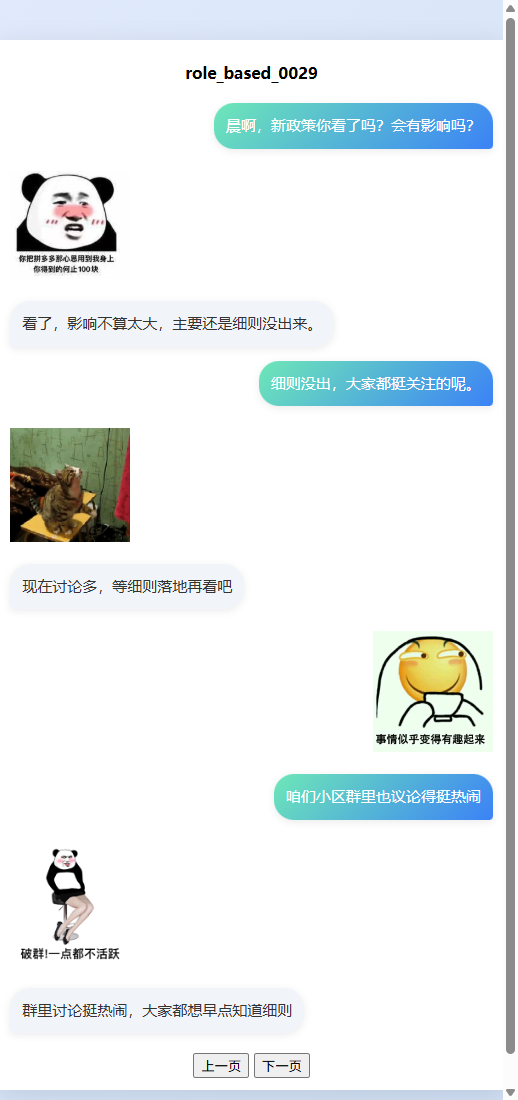 role_based_0029
晨啊，新政策你看了吗？会有影响吗？
你把拼多多那心思用到我身上
你得到的何止100块
看了，影响不算太大，主要还是细则没出来。
细则没出，大家都挺关注的呢。
现在讨论多，等细则落地再看吧
事情似乎变得有趣起来
咱们小区群里也议论得挺热闹
破群!一点都不活跃
群里讨论挺热闹，大家都想早点知道细则
上一页 下一页